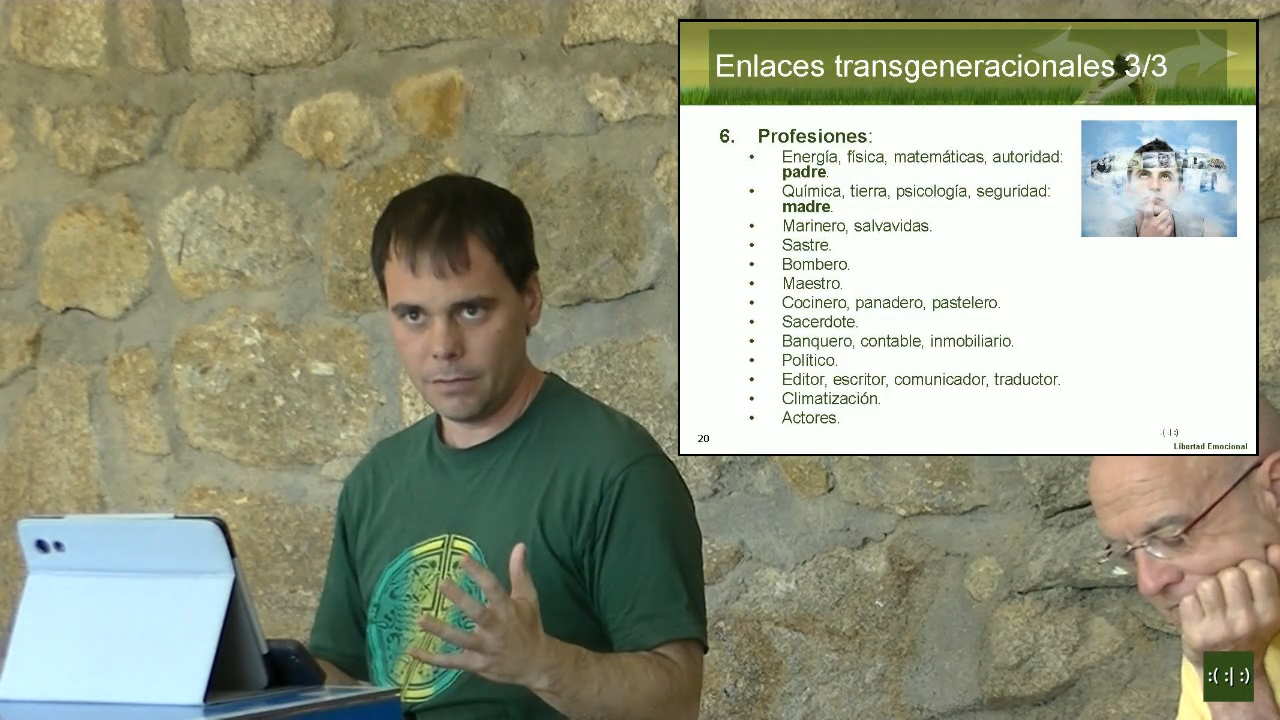 Enlaces transgeneracionales 3/3
6. Profesiones:
• Energía, física, matemáticas, autoridad:
padre.
• Química, tierra, psicología, seguridad:
madre.
• Marinero, salvavidas.
• Sastre.
• Bombero.
• Maestro.
• Cocinero, panadero, pastelero.
• Sacerdote.
• Banquero, contable, inmobiliario.
• Político.
• Editor, escritor, comunicador, traductor.
• Climatización.
• Actores.
20
:( :| :)
Libertad Emocional
:( :| :)